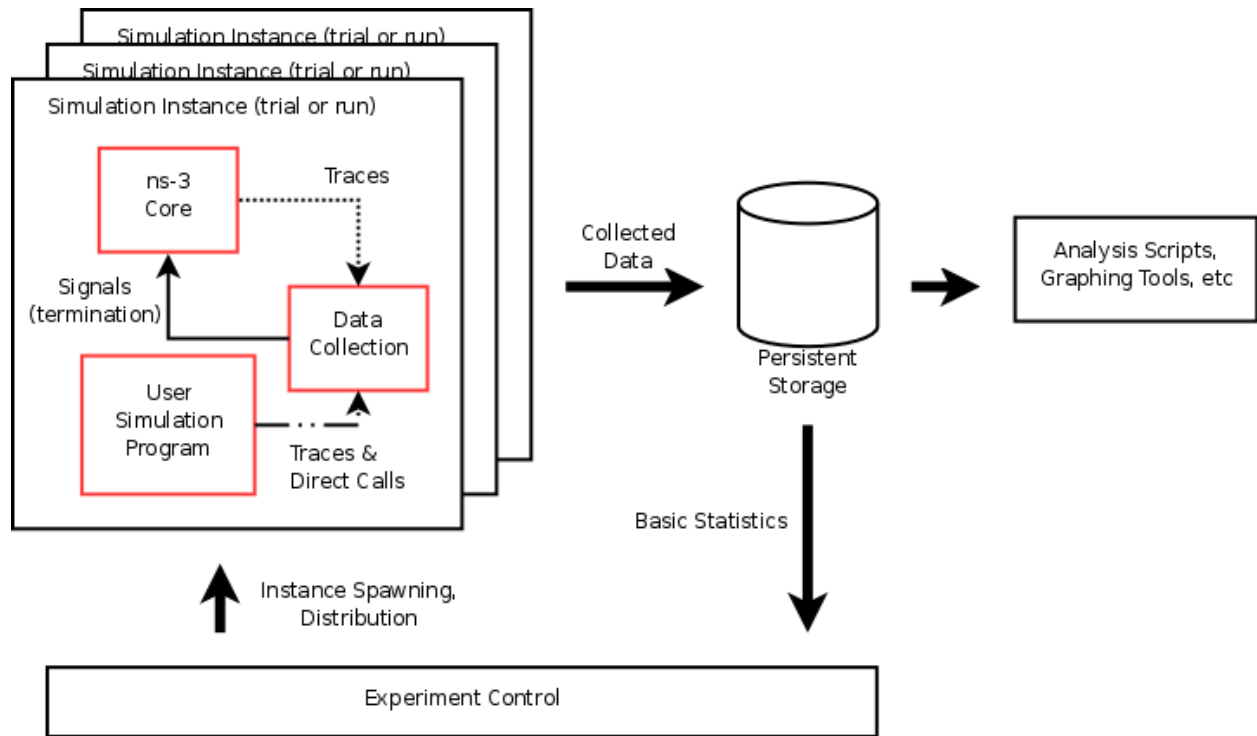 Simulation Instance (trial or run)
Simulation Instance (trial or run)
Simulation Instance (trial or run)
ns-3
Core
Traces
Signals
(termination)
Data
Collection
User
Simulation
Program
Traces &
Direct Calls
Collected
Data
Persistent
Storage
Analysis Scripts,
Graphing Tools, etc
Basic Statistics
Instance Spawning,
Distribution
Experiment Control